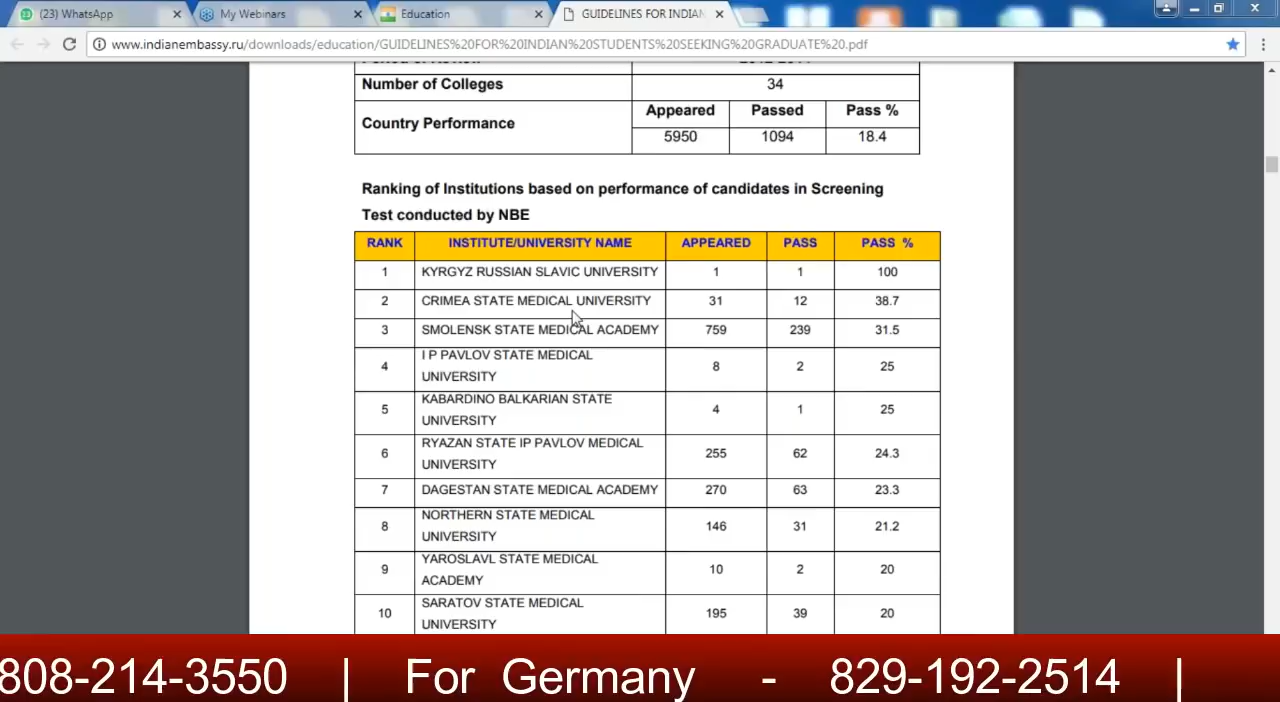 (23) WhatsApp
My Webinars
Education
GUIDELINES FOR INDIAN
www.indianembassy.ru/downloads/education/GUIDELINES%20FOR%20INDIAN%20STUDENTS%20SEEKING%20GRADUATE%20.pdf
Number of Colleges 34
Country Performance
Appeared Passed Pass %
5950 1094 18.4
Ranking of Institutions based on performance of candidates in Screening
Test conducted by NBE
RANK INSTITUTE/UNIVERSITY NAME APPEARED PASS PASS %
1 KYRGYZ RUSSIAN SLAVIC UNIVERSITY 1 1 100
2 CRIMEA STATE MEDICAL UNIVERSITY 31 12 38.7
3 SMOLENSK STATE MEDICAL ACADEMY 759 239 31.5
4 I P PAVLOV STATE MEDICAL
UNIVERSITY 8 2 25
5 KABARDINO BALKARIAN STATE
UNIVERSITY 4 1 25
6 RYAZAN STATE IP PAVLOV MEDICAL
UNIVERSITY 255 62 24.3
7 DAGESTAN STATE MEDICAL ACADEMY 270 63 23.3
8 NORTHERN STATE MEDICAL
UNIVERSITY 146 31 21.2
9 YAROSLAVL STATE MEDICAL
ACADEMY 10 2 20
10 SARATOV STATE MEDICAL
UNIVERSITY 195 39 20
808-214-3550 | For Germany - 829-192-2514 |